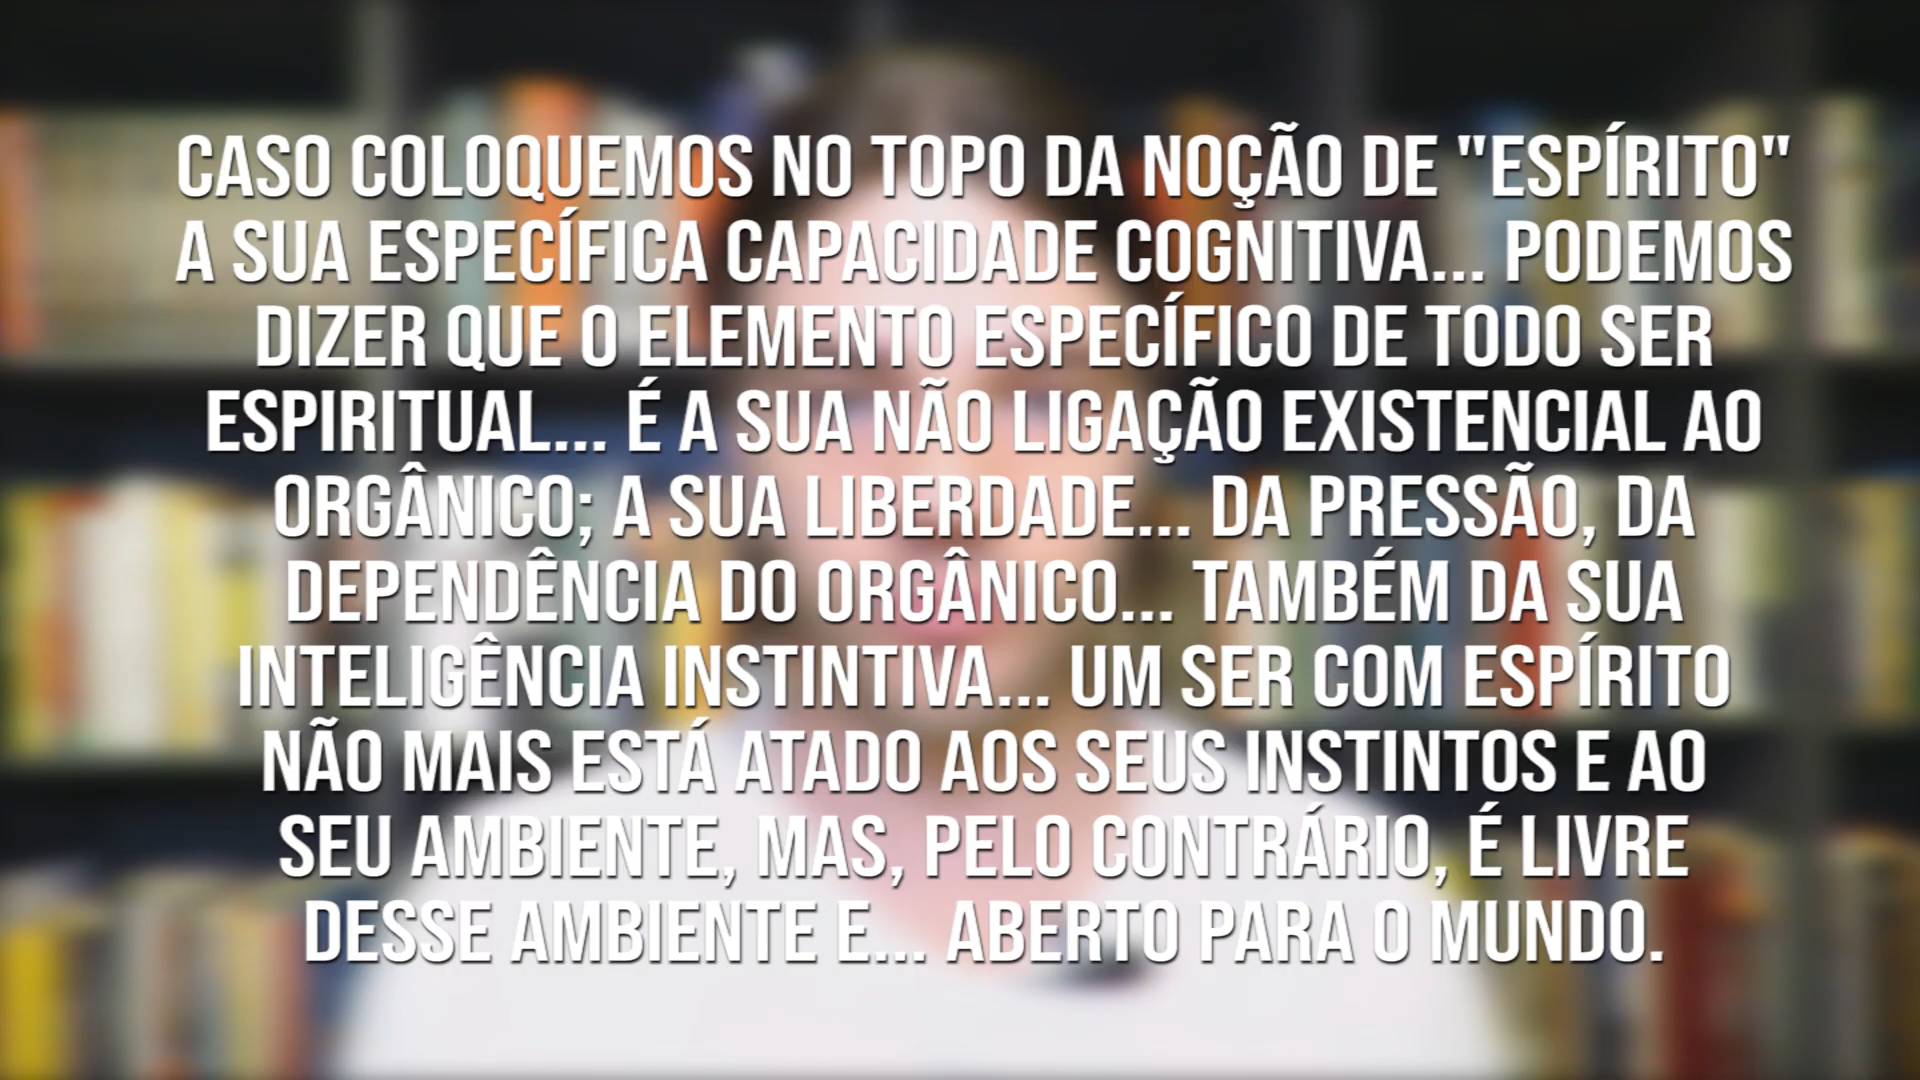 CASO COLOQUEMOS NO TOPO DA NOÇÃO DE "ESPÍRITO"
A SUA ESPECÍFICA CAPACIDADE COGNITIVA... PODEMOS
DIZER QUE O ELEMENTO ESPECÍFICO DE TODO SER
ESPIRITUAL... É A SUA NÃO LIGAÇÃO EXISTENCIAL AO
ORGÂNICO; A SUA LIBERDADE... DA PRESSÃO, DA
DEPENDÊNCIA DO ORGÂNICO... TAMBÉM DA SUA
INTELIGÊNCIA INSTINTIVA... UM SER COM ESPÍRITO
NÃO MAIS ESTÁ ATADO AOS SEUS INSTINTOS E AO
SEU AMBIENTE, MAS, PELO CONTRÁRIO, É LIVRE
DESSE AMBIENTE E... ABERTO PARA O MUNDO.